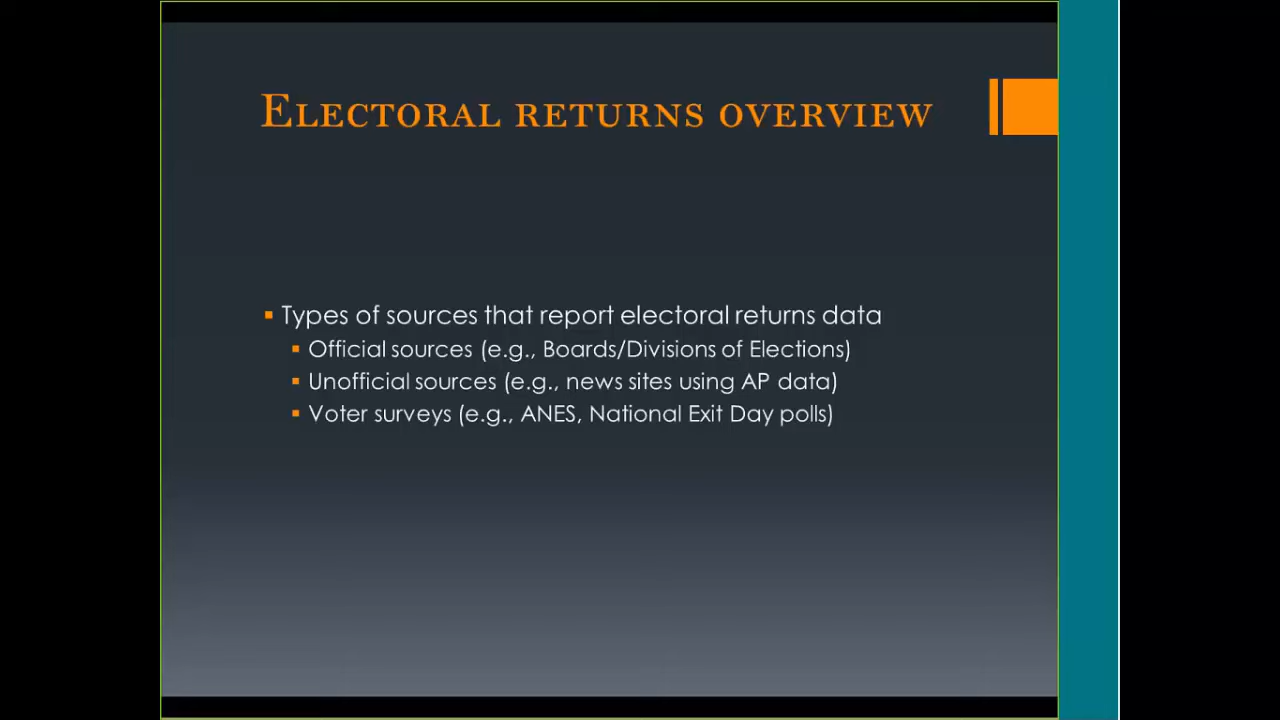 Electoral returns overview
Types of sources that report electoral returns data
Official sources (e.g., Boards/Divisions of Elections)
Unofficial sources (e.g., news sites using AP data)
Voter surveys (e.g., ANES, National Exit Day polls)